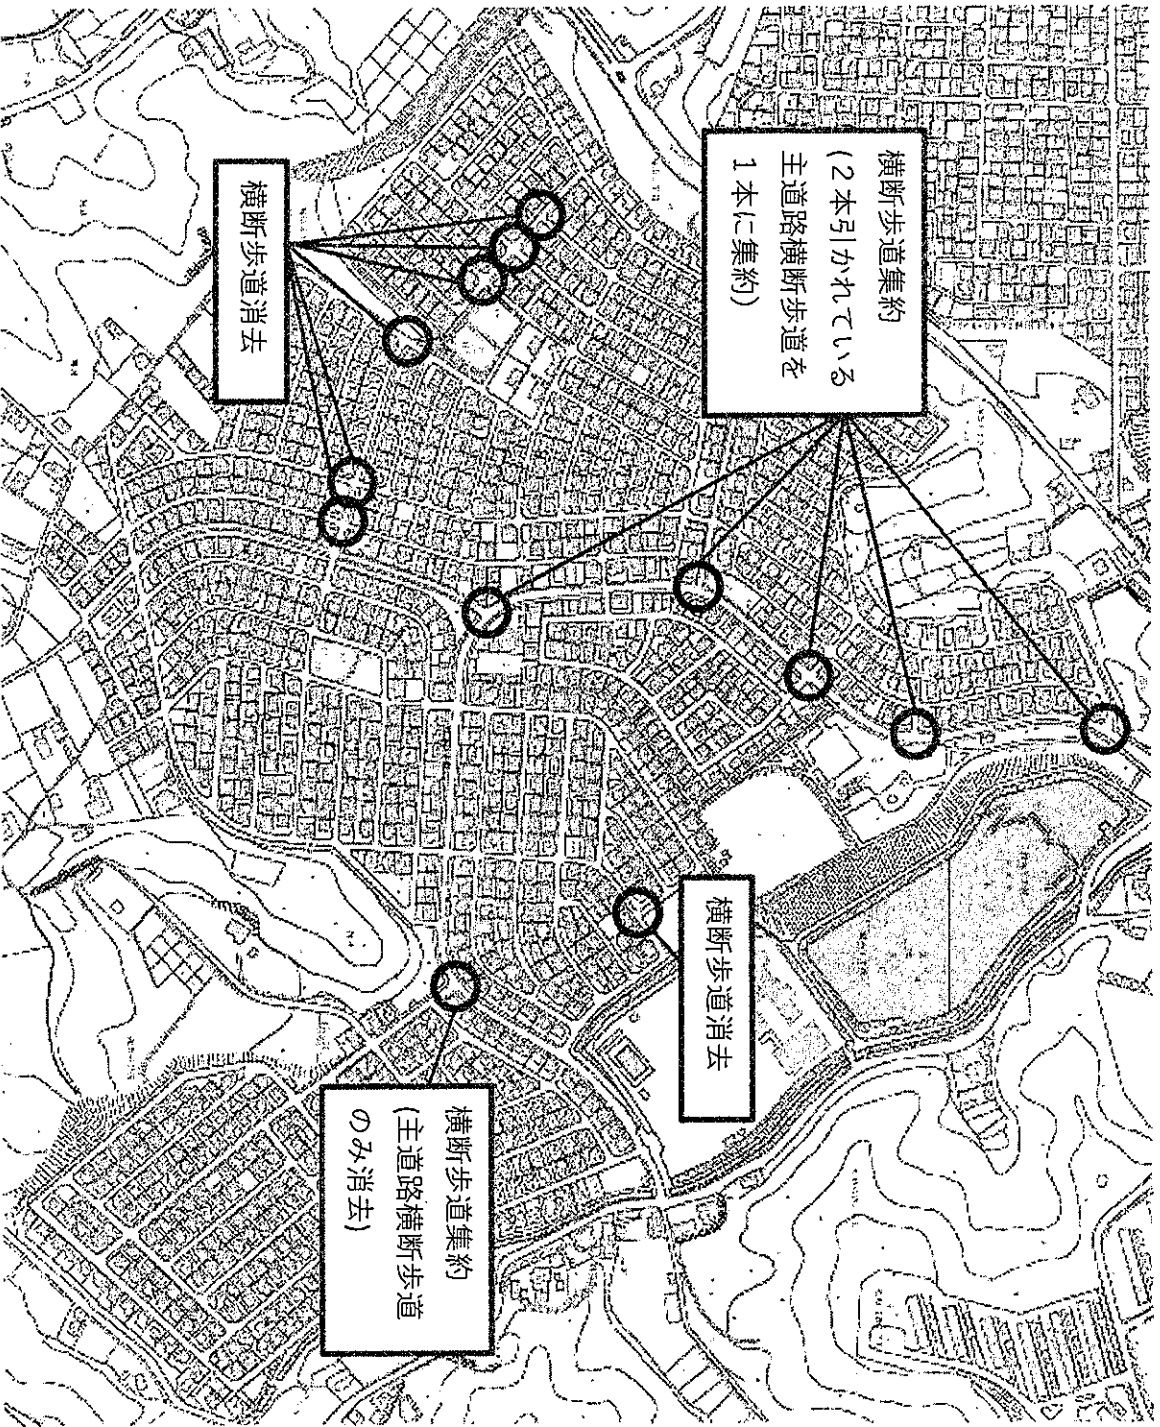 横断歩道集約
(2本引かれている
主道路横断歩道を
1本に集約)
横断歩道消去
横断歩道消去
横断歩道集約
(主道路横断歩道
のみ消去)